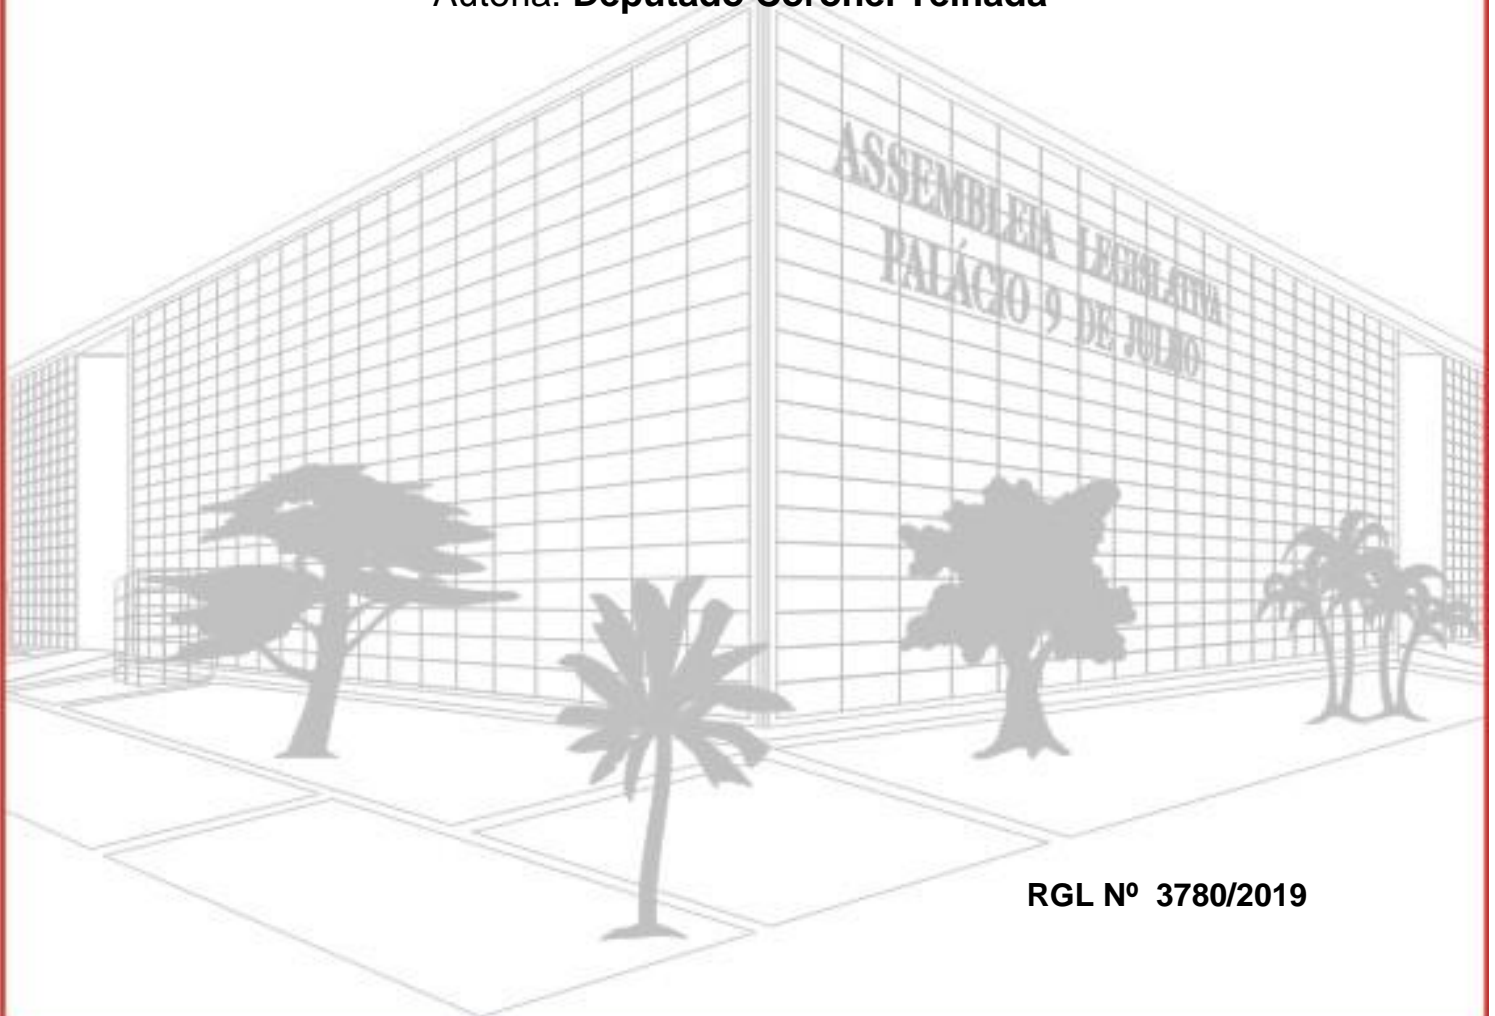 Autoria: Deputado Coronel Telhada
ASSEMBLEIA LEGISLATIVA
PALÁCIO 9 DE JULHO
RGL Nº 3780/2019